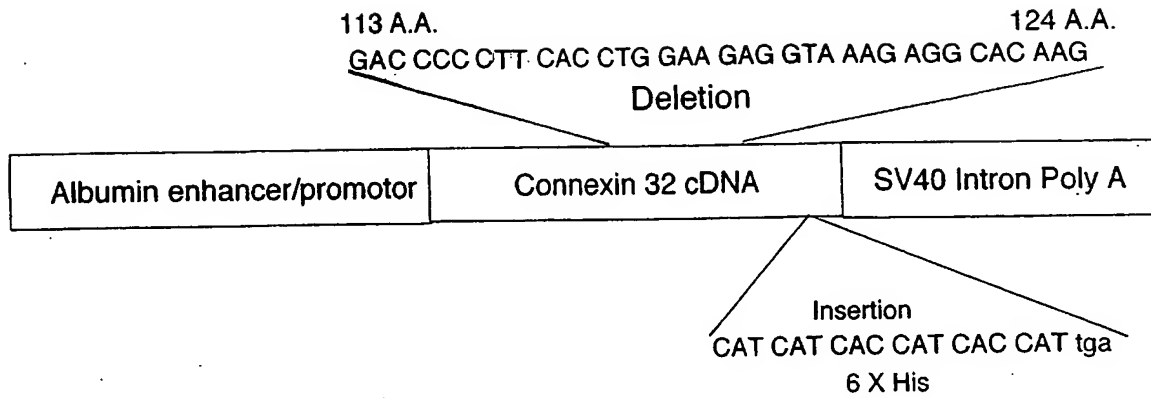 113 A.A. 124 A.A.
GAC CCC CTT CAC CTG GAA GAG GTA AAG AGG CAC AAG
Deletion
Albumin enhancer/promotor Connexin 32 cDNA SV40 Intron Poly A
Insertion
CAT CAT CAC CAT CAC CAT tga
6 X His